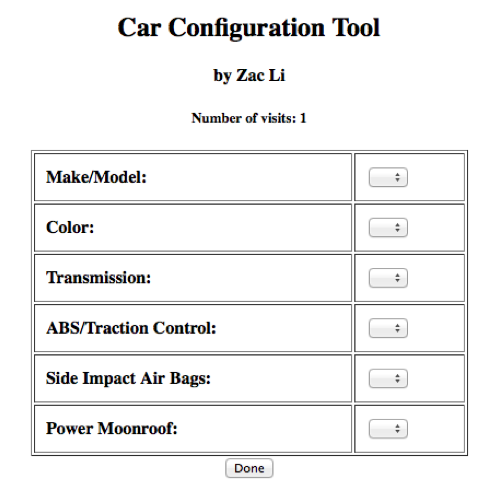 Car Configuration Tool
by Zac Li
Number of visits: 1
Make/Model:
Color:
Transmission:
ABS/Traction Control:
Side Impact Air Bags:
Power Moonroof:
Done